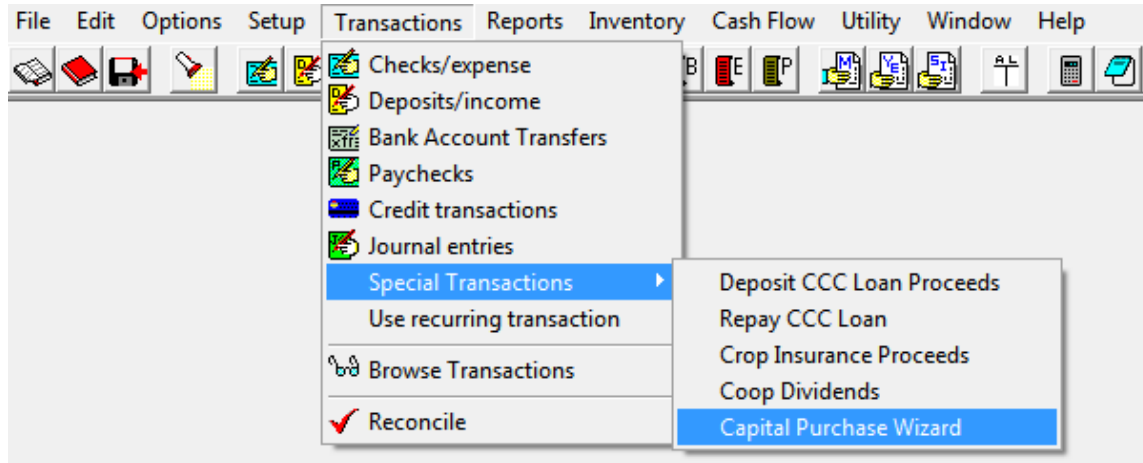 File Edit Options Setup Transactions Reports Inventory Cash Flow Utility Window Help
Checks/expense
Deposits/income
Bank Account Transfers
Paychecks
Credit transactions
Journal entries
Special Transactions
Use recurring transaction
Browse Transactions
Reconcile
Deposit CCC Loan Proceeds
Repay CCC Loan
Crop Insurance Proceeds
Coop Dividends
Capital Purchase Wizard